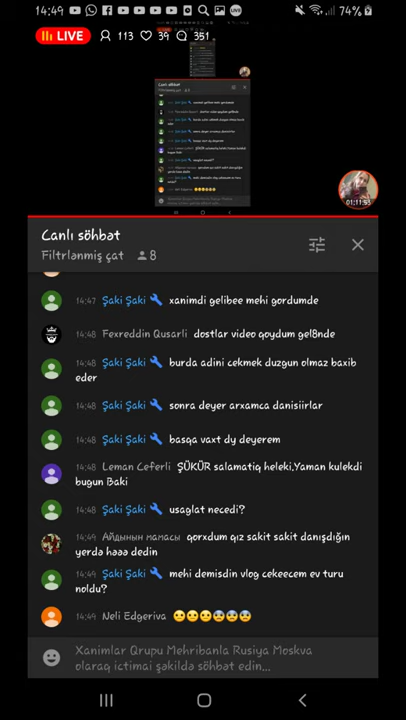 14:49
74%
LIVE 113 39 351
01:11:53
Canlı söhbət
Filtrlənmiş çat 8
14:47 Şaki Şaki xanimdi gelibee mehi gordumde
14:48 Fexreddin Qusarli dostlar video qoydum gel8nde
14:48 Şaki Şaki burda adini cekmek duzgun olmaz baxib
eder
14:48 Şaki Şaki sonra deyer arxamca danisiirlar
14:48 Şaki Şaki basqa vaxt dy deyerem
14:48 Leman Ceferli ŞÜKÜR salamatiq heleki,Yaman kulekdi
bugun Baki
14:48 Şaki Şaki usaglat necedi?
14:49 Айдынын мамасы qorxdum qız sakit sakit danışdığın
yerdə həəə dedin
14:49 Şaki Şaki mehi demisdin vlog cekeecem ev turu
noldu?
14:49 Neli Edgeriva 😐😐😐😰😰😰
Xanimlar Qrupu Mehribanla Rusiya Moskva
olaraq ictimai şəkildə söhbət edin...